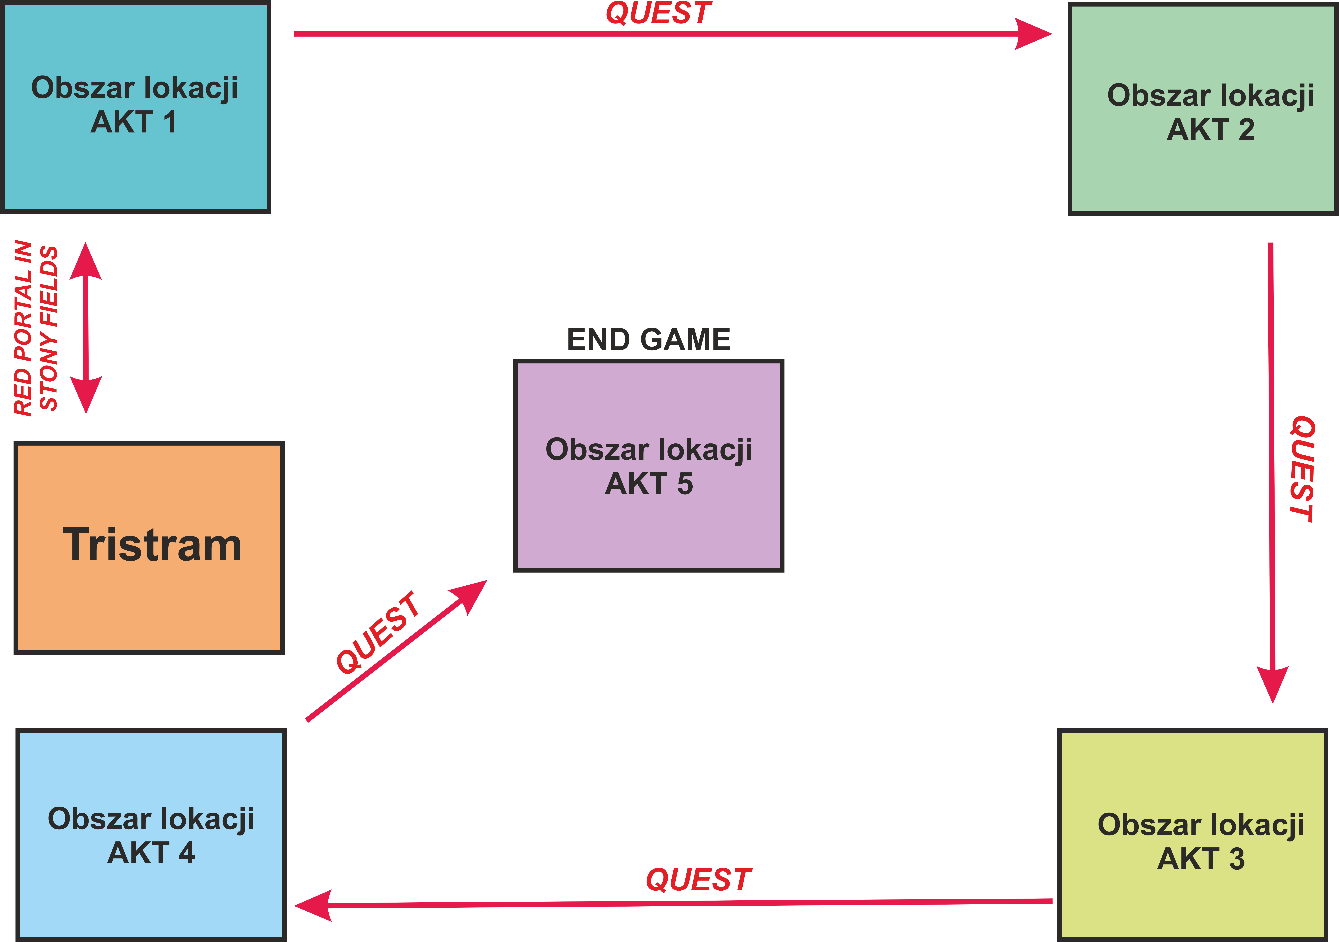 QUEST
Obszar lokacji
AKT 1
Obszar lokacji
AKT 2
RED PORTAL IN
STONY FIELDS
END GAME
Obszar lokacji
AKT 5
QUEST
Tristram
QUEST
Obszar lokacji
AKT 4
QUEST
Obszar lokacji
AKT 3